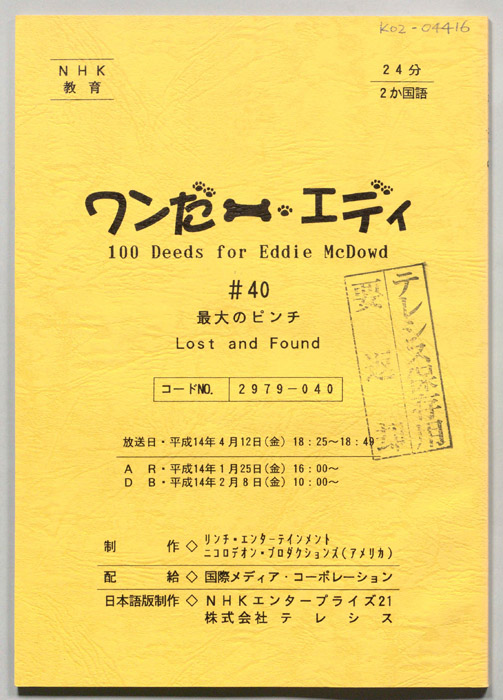 K02-04416
NHK
教育
24分
2か国語
ワンだー・エディ
100 Deeds for Eddie McDowd
#40
最大のピンチ
Lost and Found
コードNO. 2979-040
放送日・平成14年4月12日(金) 18:25〜18:49
AR・平成14年1月25日(金) 16:00〜
DB・平成14年2月8日(金) 10:00〜
制作◇リンチ・エンターテインメント
ニコロデオン・プロダクションズ(アメリカ)
配給◇国際メディア・コーポレーション
日本語版制作◇NHKエンタープライズ21
株式会社テレシス